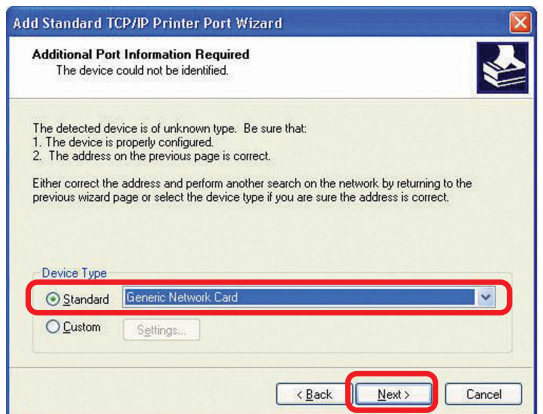 Add Standard TCP/IP Printer Port Wizard
Additional Port Information Required
The device could not be identified.
The detected device is of unknown type. Be sure that:
1. The device is properly configured.
2. The address on the previous page is correct.
Either correct the address and perform another search on the network by returning to the
previous wizard page or select the device type if you are sure the address is correct.
Device Type
Standard
Generic Network Card
Custom
Settings...
< Back
Next >
Cancel